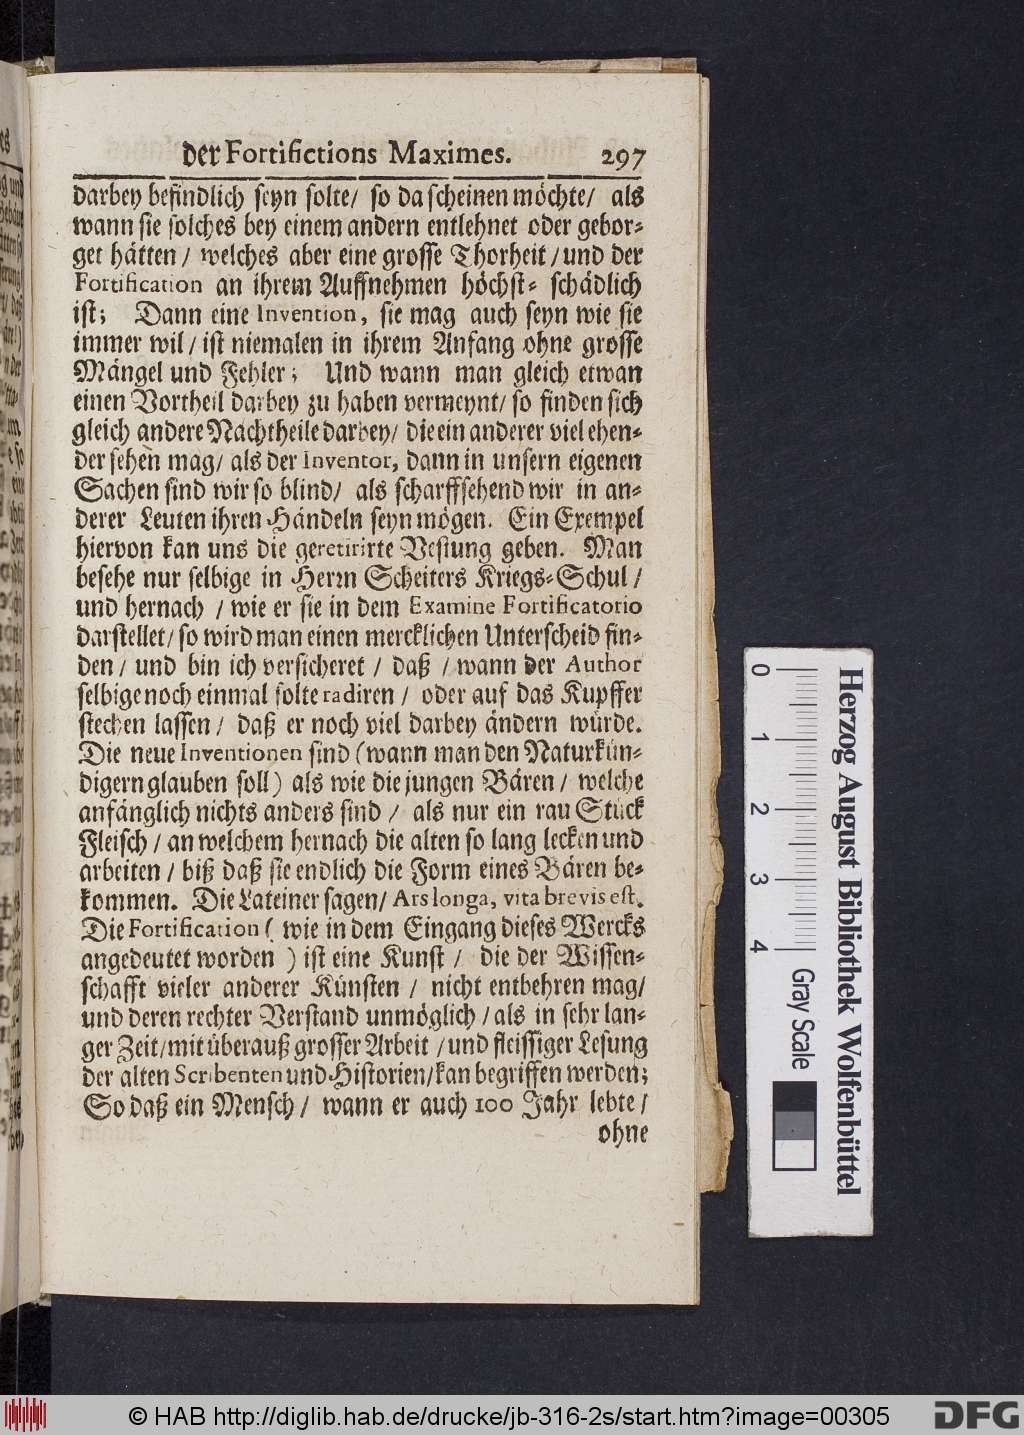 der Fortifictions Maximes. 297
darbey befindlich seyn solte/ so da scheinen möchte/ als
wann sie solches bey einem andern entlehnet oder gebor-
get hätten / welches aber eine grosse Thorheit / und der
Fortification an ihrem Auffnehmen höchst- schädlich
ist; Dann eine Invention, sie mag auch seyn wie sie
immer wil / ist niemalen in ihrem Anfang ohne grosse
Mängel und Fehler; Und wann man gleich etwan
einen Vortheil darbey zu haben vermeynt/ so finden sich
gleich andere Nachtheile darbey/ die ein anderer viel ehen-
der sehen mag/ als der Inventor, dann in unsern eigenen
Sachen sind wir so blind/ als scharffsehend wir in an-
derer Leuten ihren Händeln seyn mögen. Ein Exempel
hiervon kan uns die geretirirte Vestung geben. Man
besehe nur selbige in Herrn Scheiters Kriegs-Schul /
und hernach / wie er sie in dem Examine Fortificatorio
darstellet/ so wird man einen mercklichen Unterscheid fin-
den / und bin ich versicheret / daß / wann der Author
selbige noch einmal solte radiren / oder auf das Kupffer
stechen lassen / daß er noch viel darbey ändern würde.
Die neue Inventionen sind (wann man den Naturkün-
digern glauben soll) als wie die jungen Bären / welche
anfänglich nichts anders sind / als nur ein rau Stück
Fleisch / an welchem hernach die alten so lang lecken und
arbeiten / biß daß sie endlich die Form eines Bären be-
kommen. Die Lateiner sagen/ Ars longa, vita brevis est.
Die Fortification ( wie in dem Eingang dieses Wercks
angedeutet worden ) ist eine Kunst / die der Wissen-
schafft vieler anderer Künsten / nicht entbehren mag/
und deren rechter Verstand unmöglich / als in sehr lan-
ger Zeit/ mit überauß grosser Arbeit / und fleissiger Lesung
der alten Scribenten und Historien/ kan begriffen werden;
So daß ein Mensch / wann er auch 100 Jahr lebte /
ohne
0 1 2 3 4
Gray Scale
Herzog August Bibliothek Wolfenbüttel
© HAB http://diglib.hab.de/drucke/jb-316-2s/start.htm?image=00305
DFG